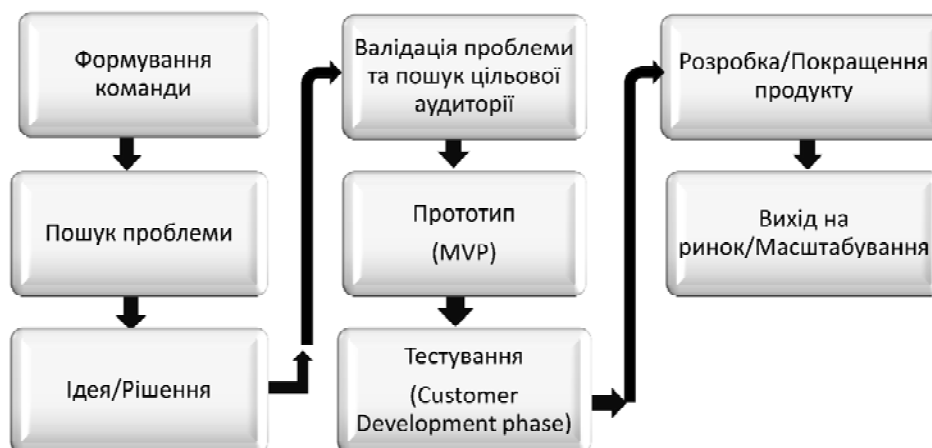 Формування
команди
Пошук проблеми
Ідея/Рішення
Валідація проблеми
та пошук цільової
аудиторії
Прототип
(MVP)
Тестування
(Customer
Development phase)
Розробка/Покращення
продукту
Вихід на
ринок/Масштабування